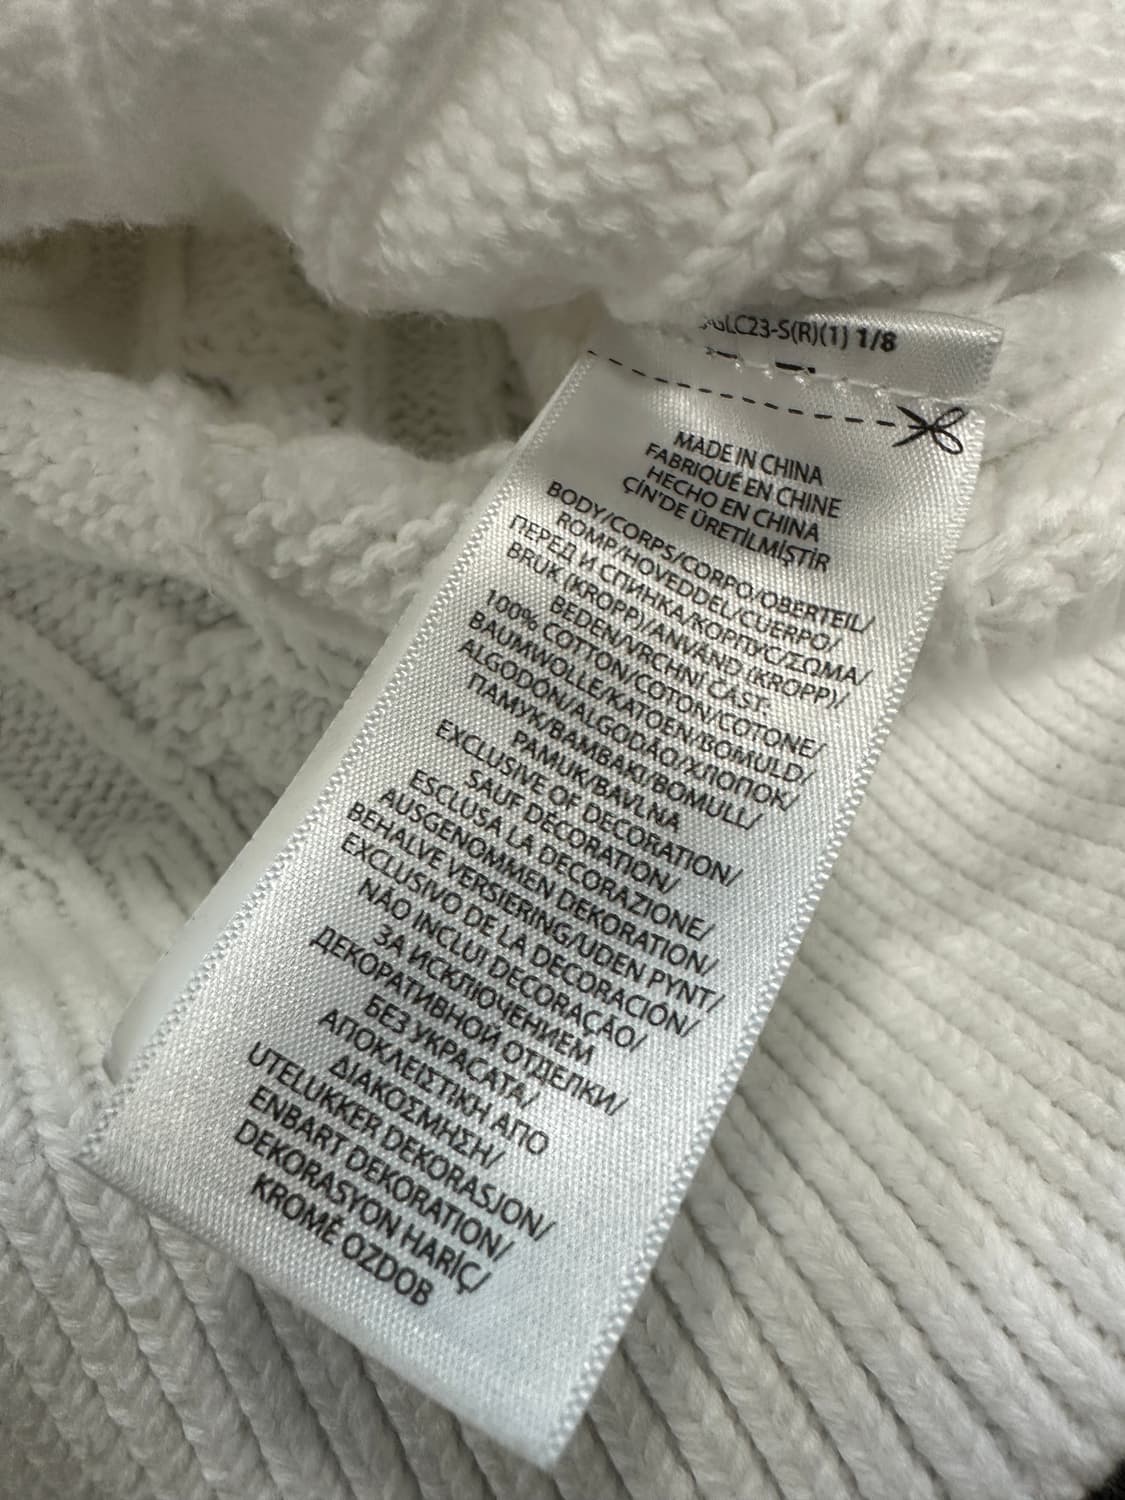 GLC23-S(R)(1) 1/8
MADE IN CHINA
FABRIQUÉ EN CHINE
HECHO EN CHINA
ÇİN'DE ÜRETİLMİŞTİR
BODY/CORPS/CORPO/OBERTEIL/
ROMP/HOVEDDEL/CUERPO/
ПЕРЕД И СПИНКА/КОРПУС/ΣΩΜΑ/
BRUK (KROPP)/ANVÄND (KROPP)/
BEDEN/VRCHNI CAST-
100% COTTON/COTON/COTONE/
BAUMWOLLE/KATOEN/BOMULD/
ALGODÓN/ALGODÃO/ХЛОПОК/
ПАМУК/ΒΑΜΒΑΚΙ/BOMULL/
PAMUK/BAVLNA
EXCLUSIVE OF DECORATION/
SAUF DÉCORATION/
ESCLUSA LA DECORAZIONE/
AUSGENOMMEN DEKORATION/
BEHALVE VERSIERING/UDEN PYNT/
EXCLUSIVO DE LA DECORACIÓN/
NÃO INCLUI DECORAÇÃO/
ЗА ИСКЛЮЧЕНИЕМ
ДЕКОРАТИВНОЙ ОТДЕЛКИ/
БЕЗ УКРАСАТА/
ΑΠΟΚΛΕΙΣΤΙΚΗ ΑΠΟ
ΔΙΑΚΟΣΜΗΣΗ/
UTELUKKER DEKORASJON/
ENBART DEKORATION/
DEKORASYON HARİÇ/
KROMĚ OZDOB